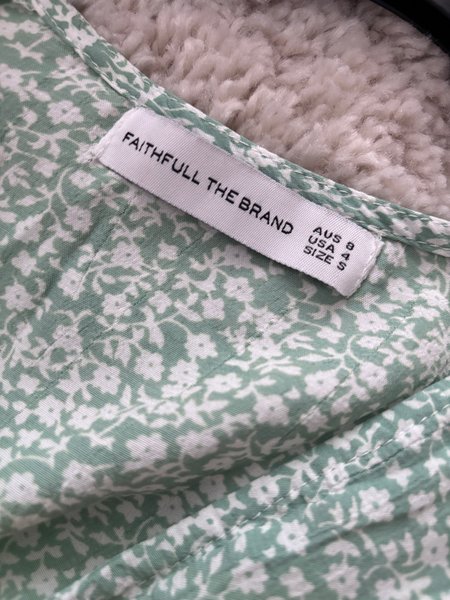 FAITHFULL THE BRAND
AUS 8
USA 4
SIZE S